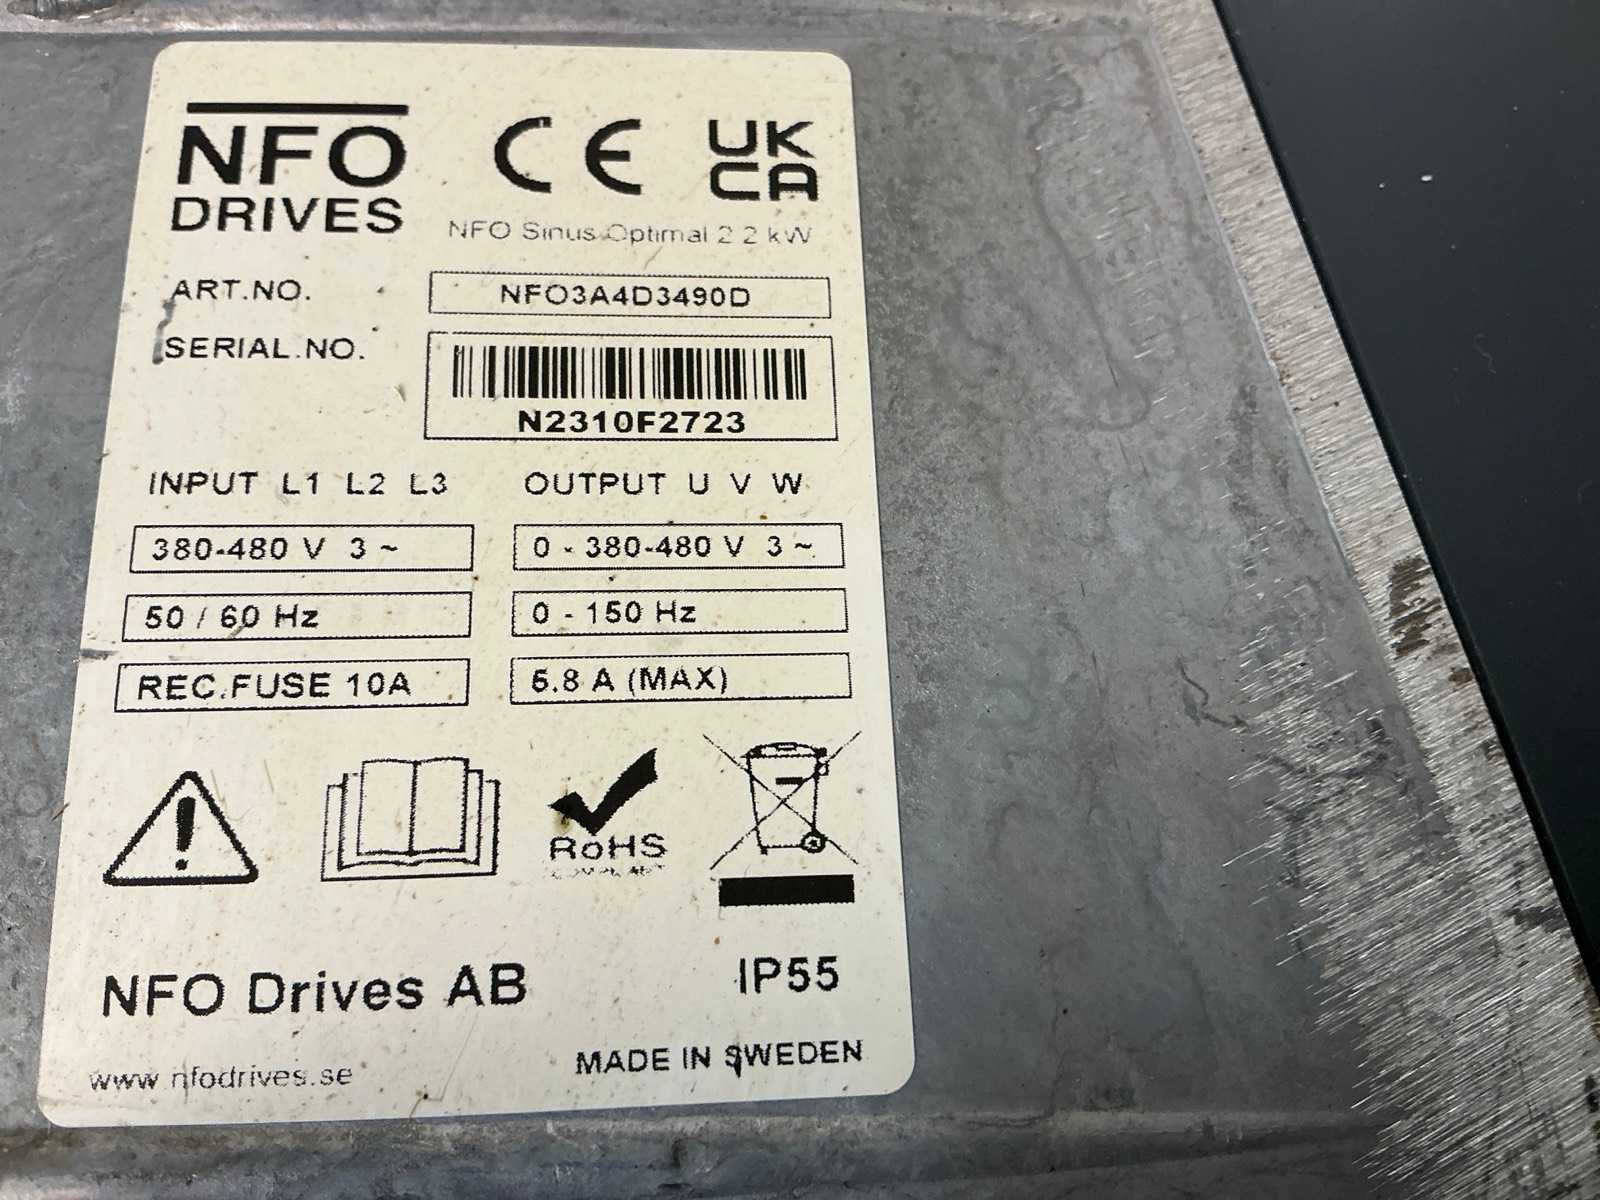 NFO
DRIVES
CE
UK
CA
NFO Sinus Optimal 2.2 kW
ART.NO. NFO3A4D3490D
SERIAL.NO.
N2310F2723
INPUT L1 L2 L3 OUTPUT U V W
380-480 V 3 ~ 0 - 380-480 V 3 ~
50 / 60 Hz 0 - 150 Hz
REC.FUSE 10A 5.8 A (MAX)
RoHS
COMPLIANT
NFO Drives AB IP55
www.nfodrives.se MADE IN SWEDEN